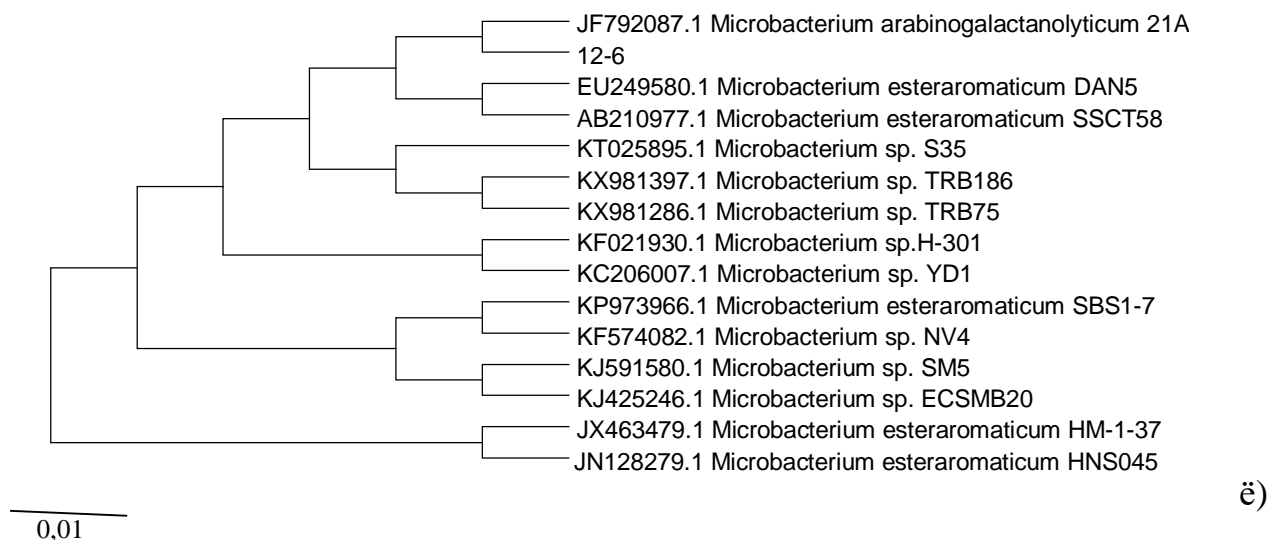 JF792087.1 Microbacterium arabinogalactanolyticum 21A
12-6
EU249580.1 Microbacterium esteraromaticum DAN5
AB210977.1 Microbacterium esteraromaticum SSCT58
KT025895.1 Microbacterium sp. S35
KX981397.1 Microbacterium sp. TRB186
KX981286.1 Microbacterium sp. TRB75
KF021930.1 Microbacterium sp.H-301
KC206007.1 Microbacterium sp. YD1
KP973966.1 Microbacterium esteraromaticum SBS1-7
KF574082.1 Microbacterium sp. NV4
KJ591580.1 Microbacterium sp. SM5
KJ425246.1 Microbacterium sp. ECSMB20
JX463479.1 Microbacterium esteraromaticum HM-1-37
JN128279.1 Microbacterium esteraromaticum HNS045
ё)
0,01